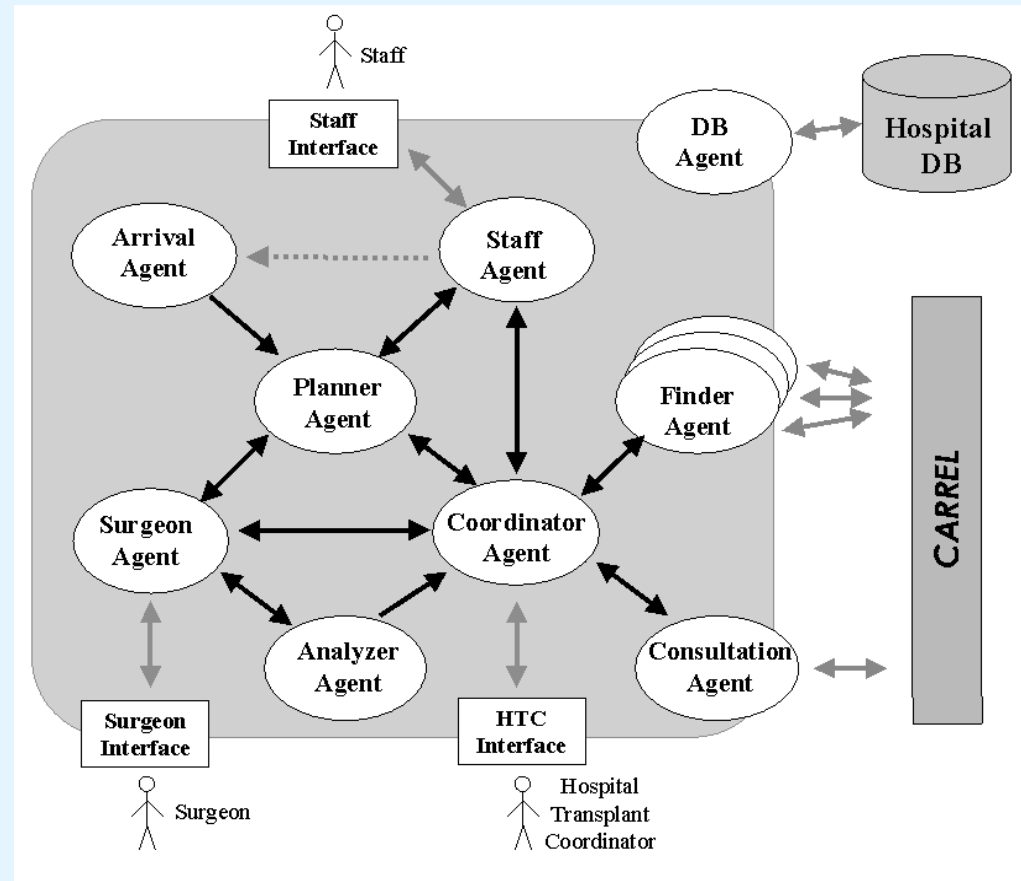 Staff
Staff
Interface
DB
Agent
Hospital
DB
Arrival
Agent
Staff
Agent
Planner
Agent
Finder
Agent
CARREL
Surgeon
Agent
Coordinator
Agent
Analyzer
Agent
Consultation
Agent
Surgeon
Interface
HTC
Interface
Surgeon
Hospital
Transplant
Coordinator